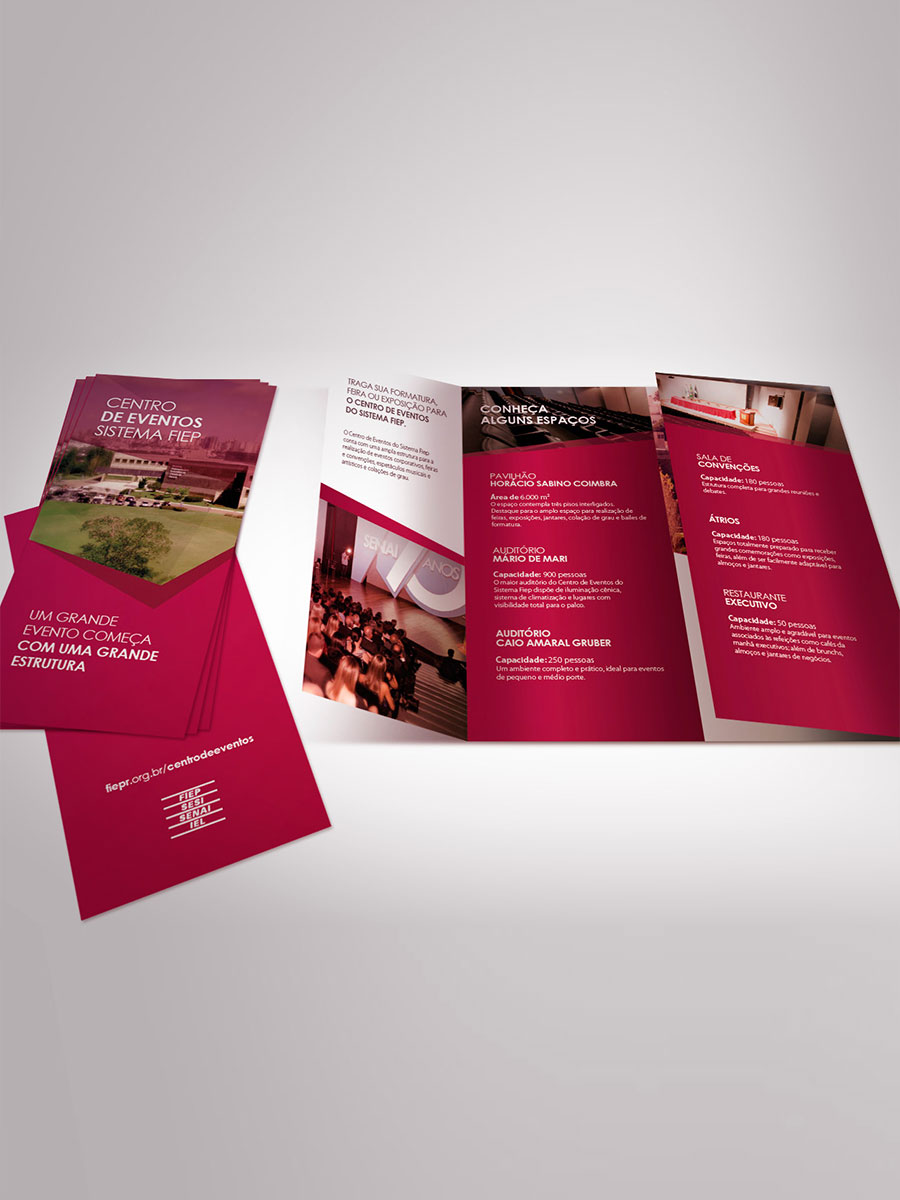 CENTRO
DE EVENTOS
SISTEMA FIEP
UM GRANDE
EVENTO COMEÇA
COM UMA GRANDE
ESTRUTURA
fiepr.org.br/centrodeeventos
FIEP
SESI
SENAI
IEL
TRAGA SUA FORMATURA,
FEIRA OU EXPOSIÇÃO PARA
O CENTRO DE EVENTOS
DO SISTEMA FIEP.
O Centro de Eventos do Sistema Fiep
conta com uma ampla estrutura para a
realização de eventos corporativos, feiras
e convenções, espetáculos musicais e
artísticos e colações de grau.
SENAI
ANOS
CONHEÇA
ALGUNS ESPAÇOS
PAVILHÃO
HORÁCIO SABINO COIMBRA
Área de 6.000 m²
O espaço contempla três pisos interligados.
Destaque para o amplo espaço para realização de
feiras, exposições, jantares, colação de grau e bailes de
formatura.
AUDITÓRIO
MÁRIO DE MARI
Capacidade: 900 pessoas
O maior auditório do Centro de Eventos do
Sistema Fiep dispõe de iluminação cênica,
sistema de climatização e lugares com
visibilidade total para o palco.
AUDITÓRIO
CAIO AMARAL GRUBER
Capacidade: 250 pessoas
Um ambiente completo e prático, ideal para eventos
de pequeno e médio porte.
SALA DE
CONVENÇÕES
Capacidade: 180 pessoas
Estrutura completa para grandes reuniões e
debates.
ÁTRIOS
Capacidade: 180 pessoas
Espaços totalmente preparado para receber
grandes comemorações como exposições,
feiras, além de ser facilmente adaptável para
almoços e jantares.
RESTAURANTE
EXECUTIVO
Capacidade: 50 pessoas
Ambiente amplo e agradável para eventos
associados às refeições como cafés da
manhã executivos; além de brunchs,
almoços e jantares de negócios.